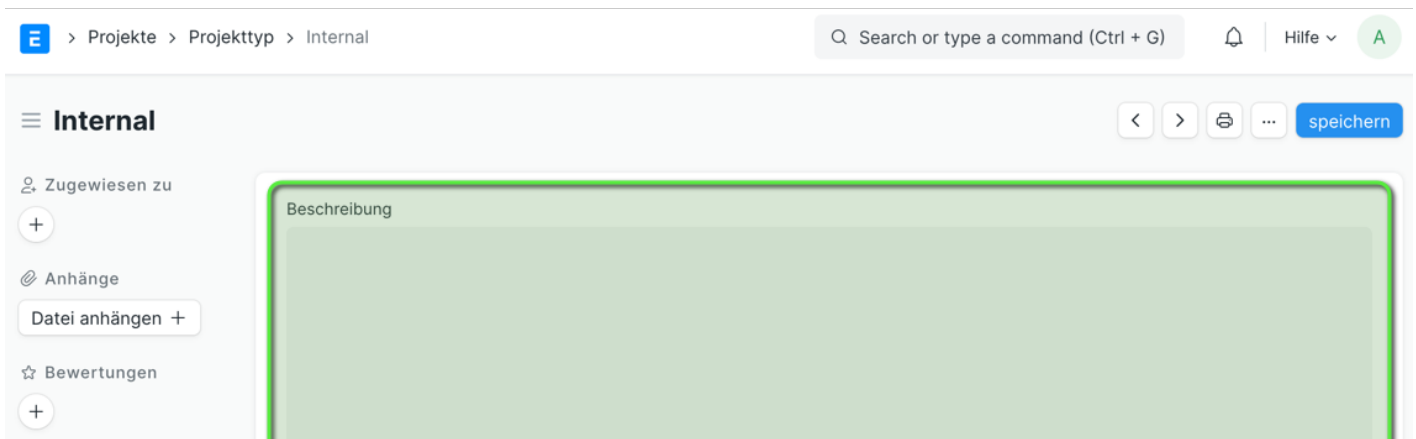 E > Projekte > Projekttyp > Internal Search or type a command (Ctrl + G) Hilfe A
Internal ... speichern
Zugewiesen zu
+
Beschreibung
Anhänge
Datei anhängen +
Bewertungen
+